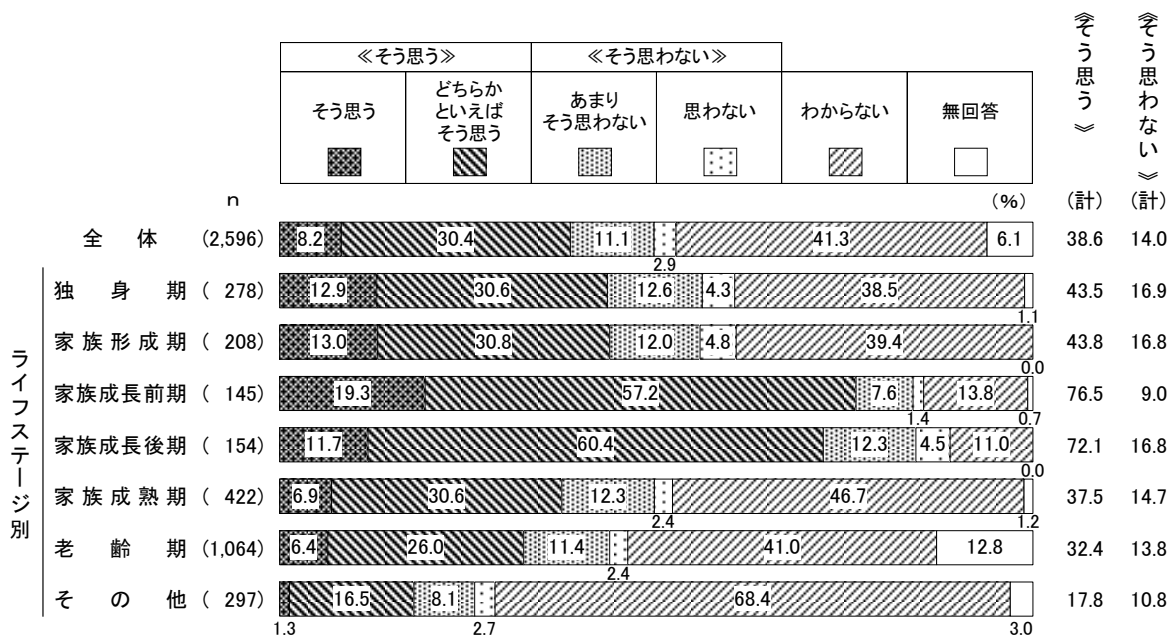 ≪そう思う≫ ≪そう思わない≫
そう思う
どちらか
といえば
そう思う
あまり
そう思わない
思わない
わからない
無回答
≪そう思う≫
≪そう思わない≫
n (%) (計) (計)
全体 (2,596) 8.2 30.4 11.1 2.9 41.3 6.1 38.6 14.0
ライフステージ別
独身期 ( 278) 12.9 30.6 12.6 4.3 38.5 1.1 43.5 16.9
家族形成期 ( 208) 13.0 30.8 12.0 4.8 39.4 0.0 43.8 16.8
家族成長前期 ( 145) 19.3 57.2 7.6 1.4 13.8 0.7 76.5 9.0
家族成長後期 ( 154) 11.7 60.4 12.3 4.5 11.0 0.0 72.1 16.8
家族成熟期 ( 422) 6.9 30.6 12.3 2.4 46.7 1.2 37.5 14.7
老齢期 (1,064) 6.4 26.0 11.4 2.4 41.0 12.8 32.4 13.8
その他 ( 297) 1.3 16.5 8.1 2.7 68.4 3.0 17.8 10.8